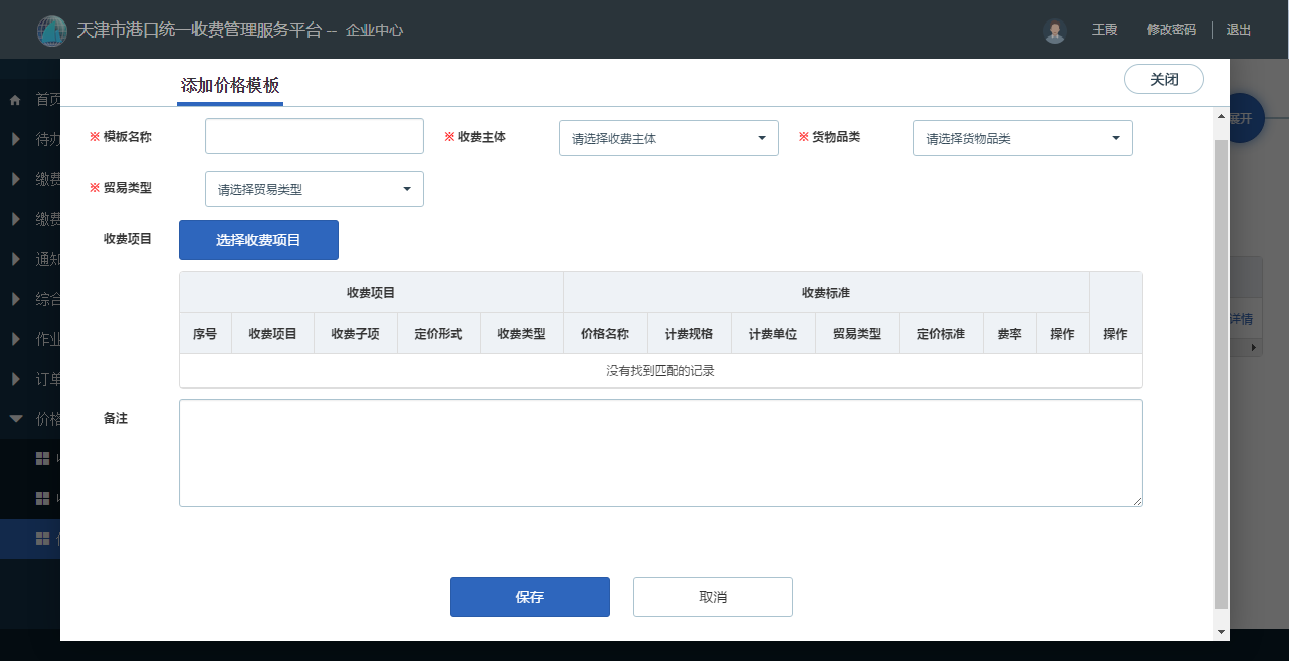 天津市港口统一收费管理服务平台 -- 企业中心
王霞 修改密码 退出
添加价格模板
关闭
首页
展开
※ 模板名称
※ 收费主体 请选择收费主体
※ 货物品类 请选择货物品类
待办
缴费
※ 贸易类型 请选择贸易类型
缴费
收费项目 选择收费项目
通知
综合
收费项目 收费标准
详情
作业
序号 收费项目 收费子项 定价形式 收费类型 价格名称 计费规格 计费单位 贸易类型 定价标准 费率 操作 操作
没有找到匹配的记录
订单
价格
备注
保存 取消